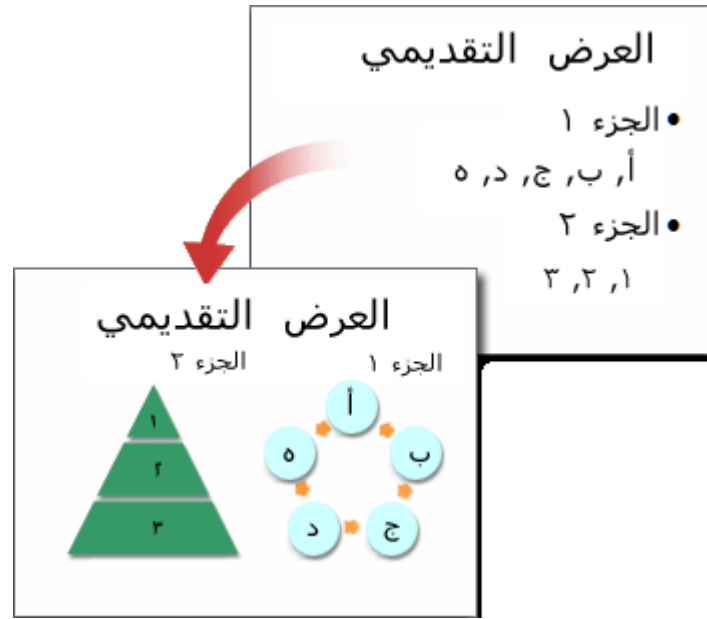 العرض التقديمي
• الجزء ١
أ, ب, ج, د, ه
• الجزء ٢
١, ٢, ٣
العرض التقديمي
الجزء ١
الجزء ٢
أ
ب
ج
د
ه
١
٢
٣